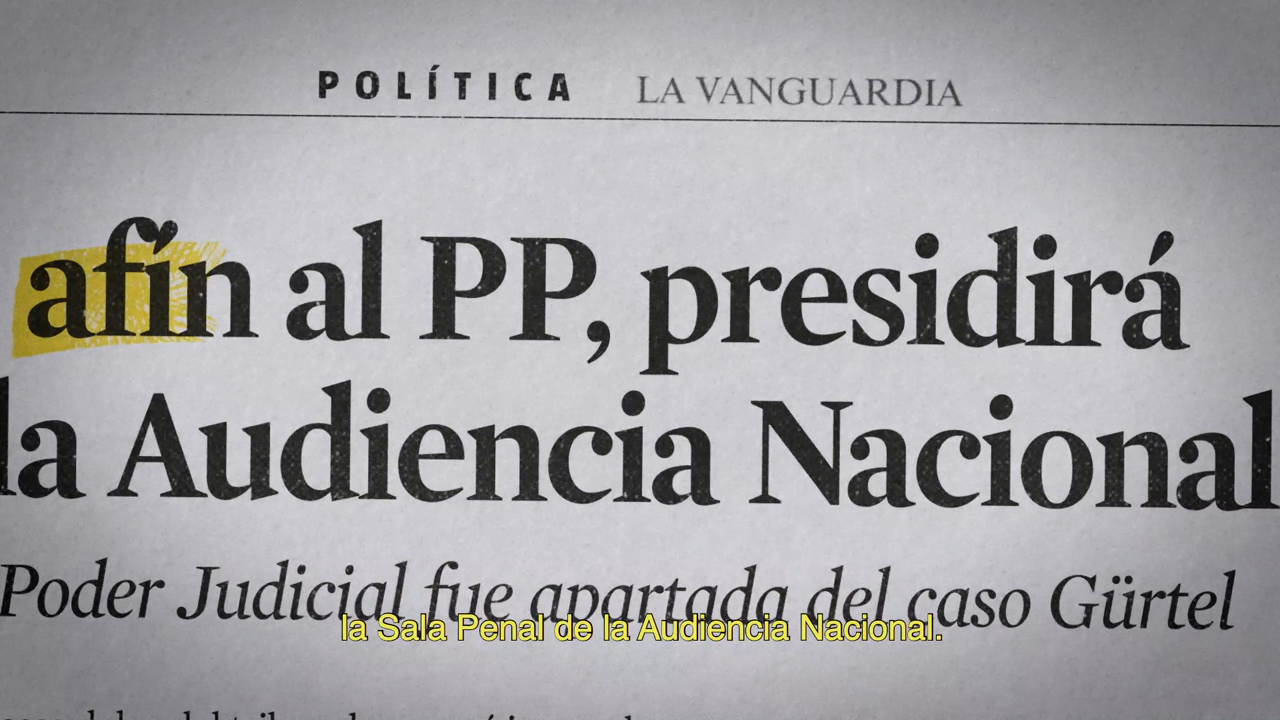 POLÍTICA LA VANGUARDIA
afín al PP, presidirá
la Audiencia Nacional
Poder Judicial fue apartada del caso Gürtel
la Sala Penal de la Audiencia Nacional.